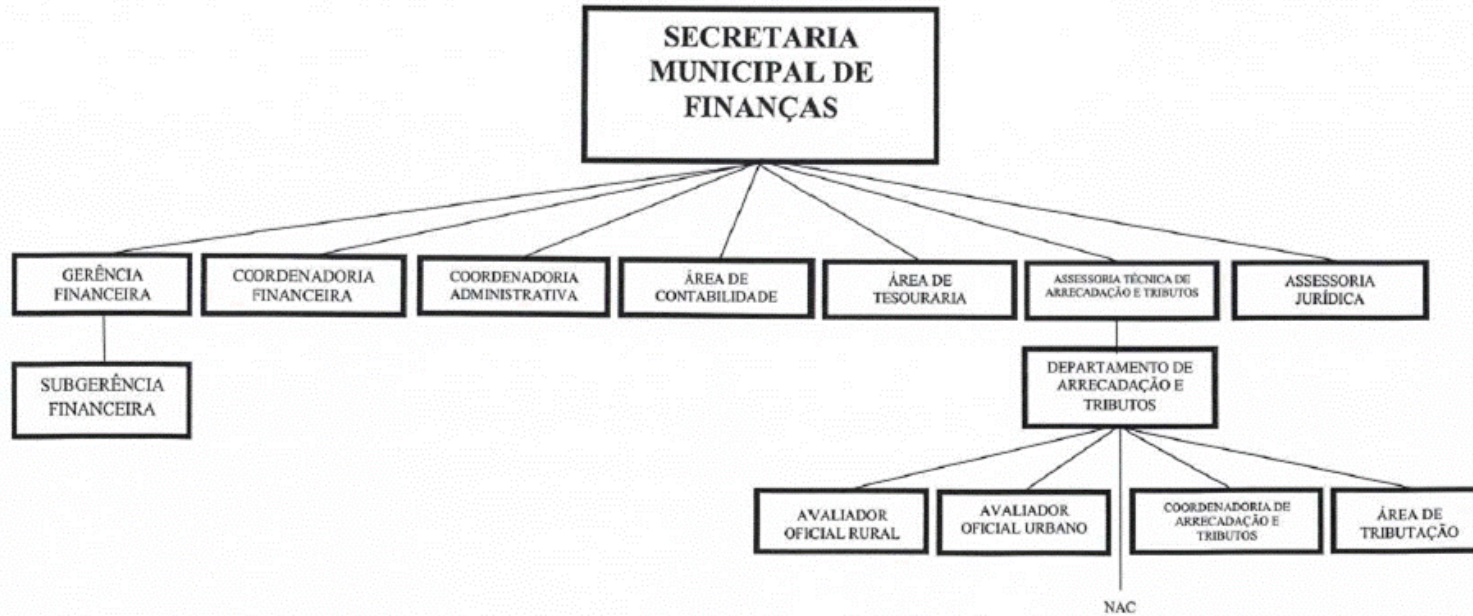 SECRETARIA
MUNICIPAL DE
FINANÇAS
GERÊNCIA
FINANCEIRA
COORDENADORIA
FINANCEIRA
COORDENADORIA
ADMINISTRATIVA
ÁREA DE
CONTABILIDADE
ÁREA DE
TESOURARIA
ASSESSORIA TÉCNICA DE
ARRECADAÇÃO E TRIBUTOS
ASSESSORIA
JURÍDICA
SUBGERÊNCIA
FINANCEIRA
DEPARTAMENTO DE
ARRECADAÇÃO E
TRIBUTOS
AVALIADOR
OFICIAL RURAL
AVALIADOR
OFICIAL URBANO
COORDENADORIA DE
ARRECADAÇÃO E
TRIBUTOS
ÁREA DE
TRIBUTAÇÃO
NAC